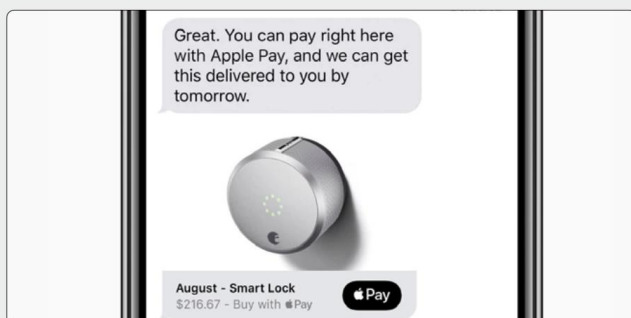 Great. You can pay right here
with Apple Pay, and we can get
this delivered to you by
tomorrow.
August - Smart Lock
$216.67 - Buy with Pay
Pay